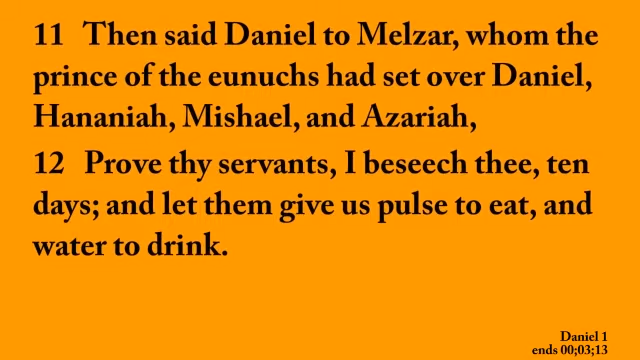 11 Then said Daniel to Melzar, whom the
prince of the eunuchs had set over Daniel,
Hananiah, Mishael, and Azariah,
12 Prove thy servants, I beseech thee, ten
days; and let them give us pulse to eat, and
water to drink.
Daniel 1
ends 00;03;13